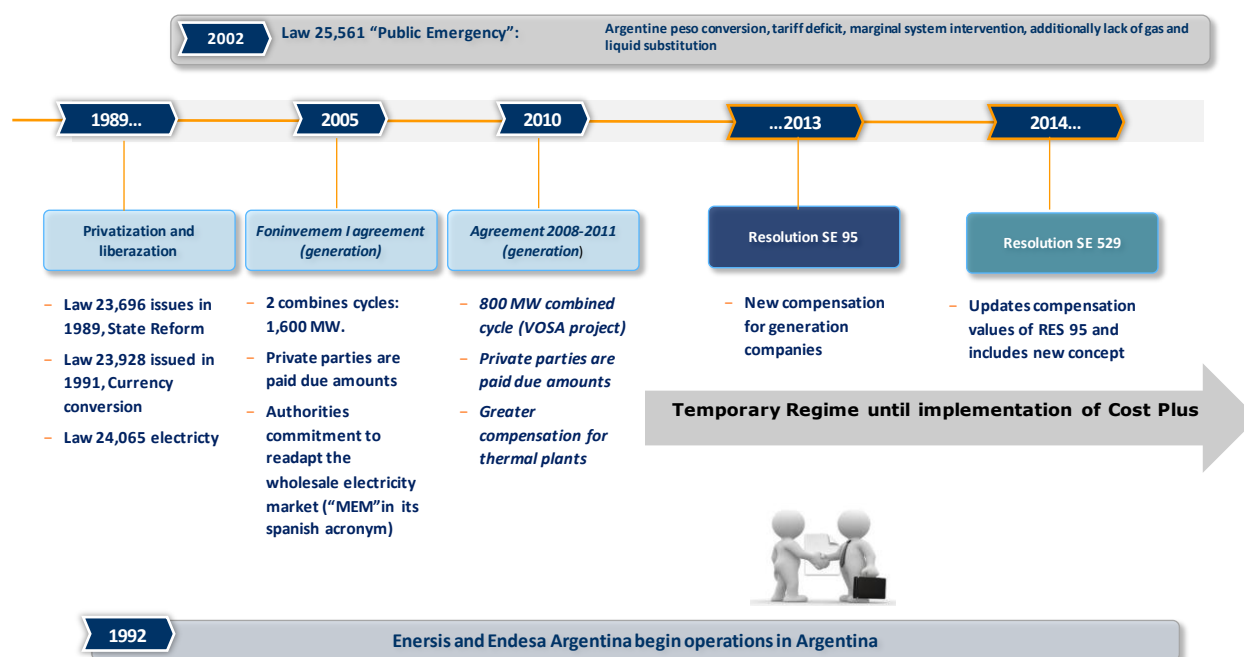 2002
Law 25,561 “Public Emergency”:
Argentine peso conversion, tariff deficit, marginal system intervention, additionally lack of gas and
liquid substitution
1989...
2005
2010
...2013
2014...
Privatization and
liberazation
Foninvemem I agreement
(generation)
Agreement 2008-2011
(generation)
Resolution SE 95
Resolution SE 529
– Law 23,696 issues in
1989, State Reform
– Law 23,928 issued in
1991, Currency
conversion
– Law 24,065 electricty
– 2 combines cycles:
1,600 MW.
– Private parties are
paid due amounts
– Authorities
commitment to
readapt the
wholesale electricity
market (“MEM”in its
spanish acronym)
– 800 MW combined
cycle (VOSA project)
– Private parties are
paid due amounts
– Greater
compensation for
thermal plants
– New compensation
for generation
companies
– Updates compensation
values of RES 95 and
includes new concept
Temporary Regime until implementation of Cost Plus
1992
Enersis and Endesa Argentina begin operations in Argentina